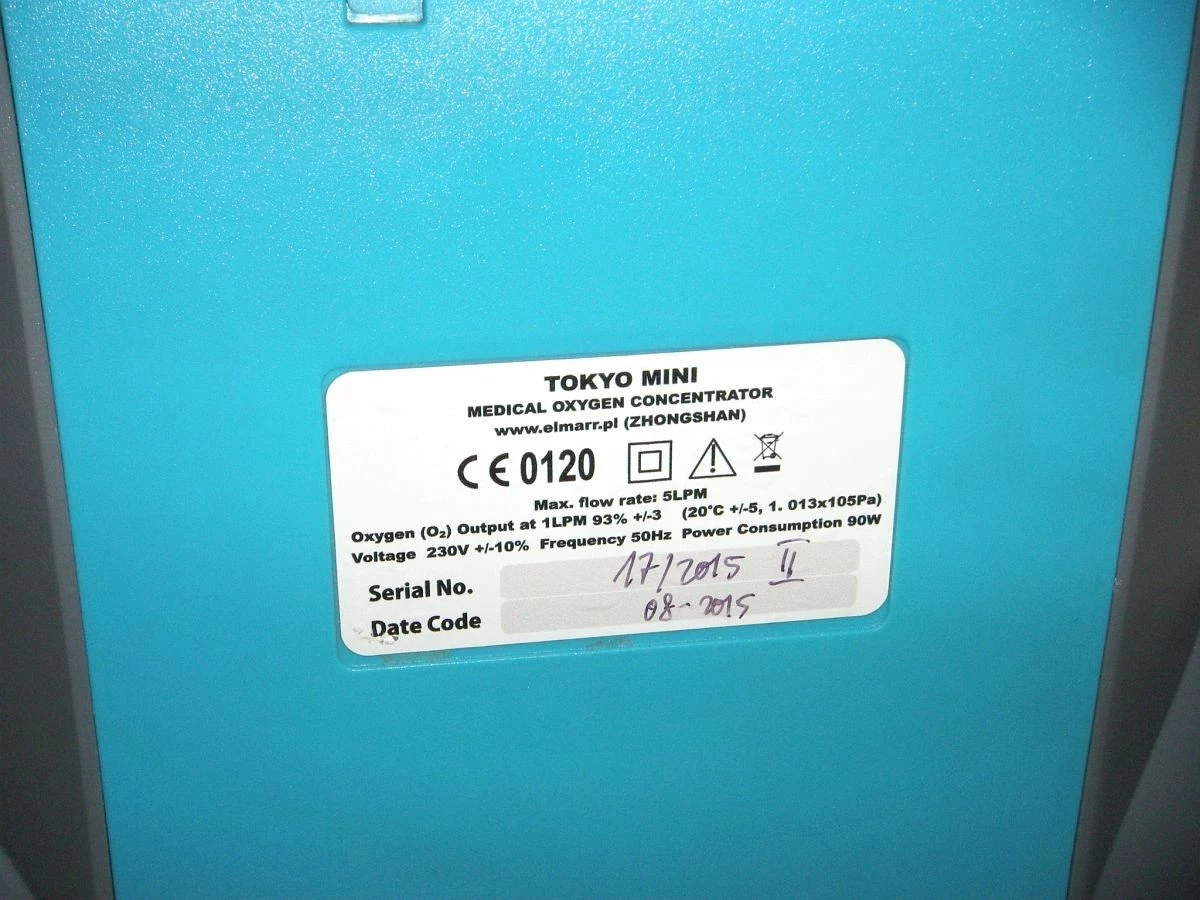 TOKYO MINI
MEDICAL OXYGEN CONCENTRATOR
www.elmarr.pl (ZHONGSHAN)
CE 0120
Max. flow rate: 5LPM
Oxygen (O₂) Output at 1LPM 93% +/-3 (20°C +/-5, 1. 013x105Pa)
Voltage 230V +/-10% Frequency 50Hz Power Consumption 90W
Serial No. 17/2015 II
Date Code 08-2015